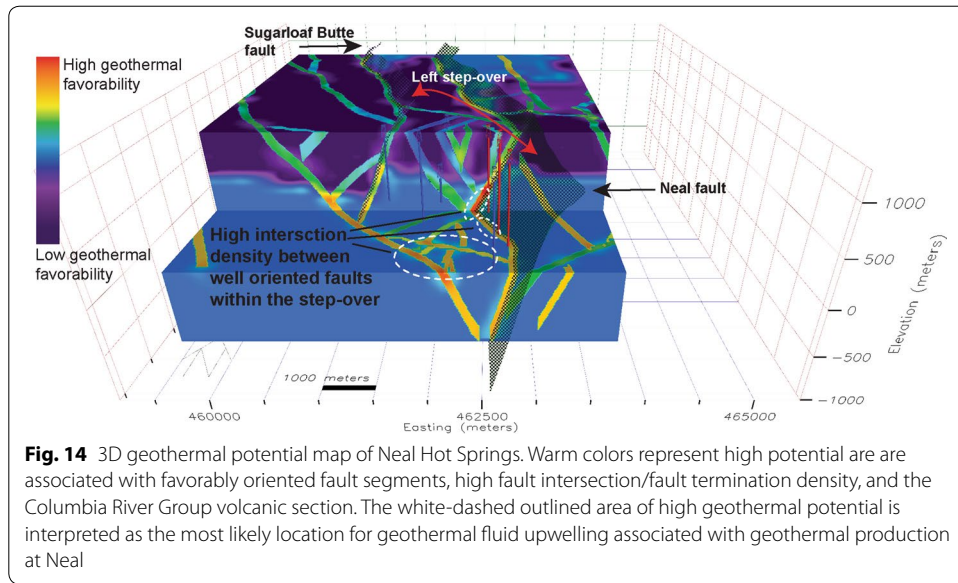 Sugarloaf Butte
fault
High geothermal
favorability
Left step-over
Neal fault
High intersction
density between
well oriented faults
within the step-over
Low geothermal
favorability
1000
500
0
−500
−1000
Elevation (meters)
1000 meters
460000
462500
465000
Easting (meters)
Fig. 14 3D geothermal potential map of Neal Hot Springs. Warm colors represent high potential are are
associated with favorably oriented fault segments, high fault intersection/fault termination density, and the
Columbia River Group volcanic section. The white-dashed outlined area of high geothermal potential is
interpreted as the most likely location for geothermal fluid upwelling associated with geothermal production
at Neal